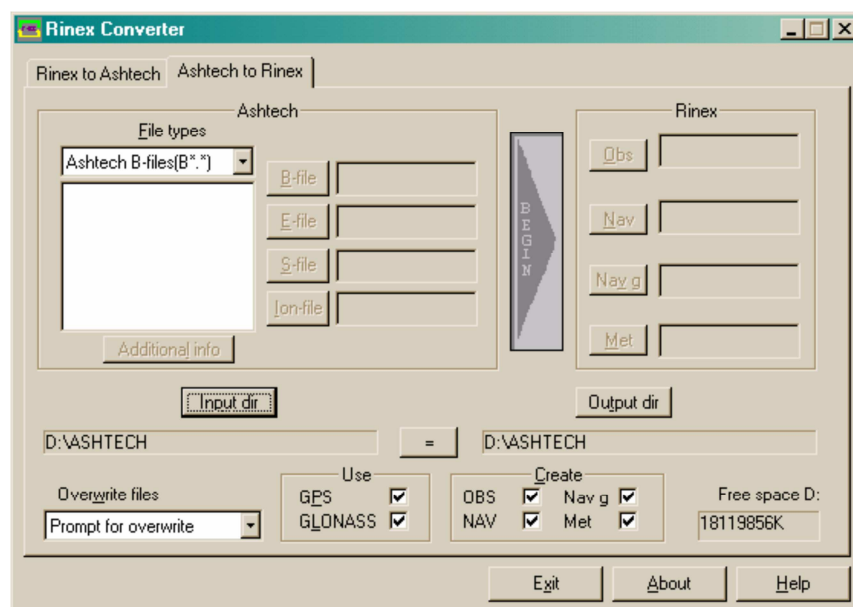 Rinex Converter
Rinex to Ashtech
Ashtech to Rinex
Ashtech
File types
Ashtech B-files(B*.*)
B-file
E-file
S-file
Ion-file
Additional info
BEGIN
Rinex
Obs
Nav
Nav g
Met
Input dir
Output dir
D:\ASHTECH
=
D:\ASHTECH
Overwrite files
Prompt for overwrite
Use
GPS
GLONASS
Create
OBS
Nav g
NAV
Met
Free space D:
18119856K
Exit
About
Help